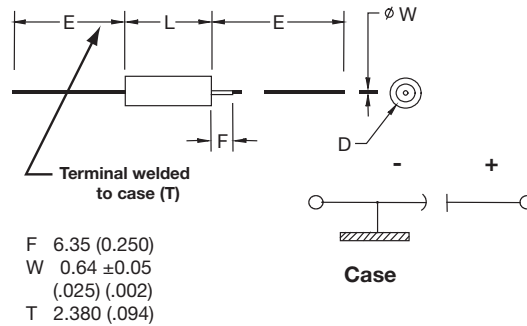 E L E ø W
F
D
Terminal welded
to case (T)
- +
F 6.35 (0.250)
W 0.64 ±0.05
(.025) (.002)
T 2.380 (.094)
Case